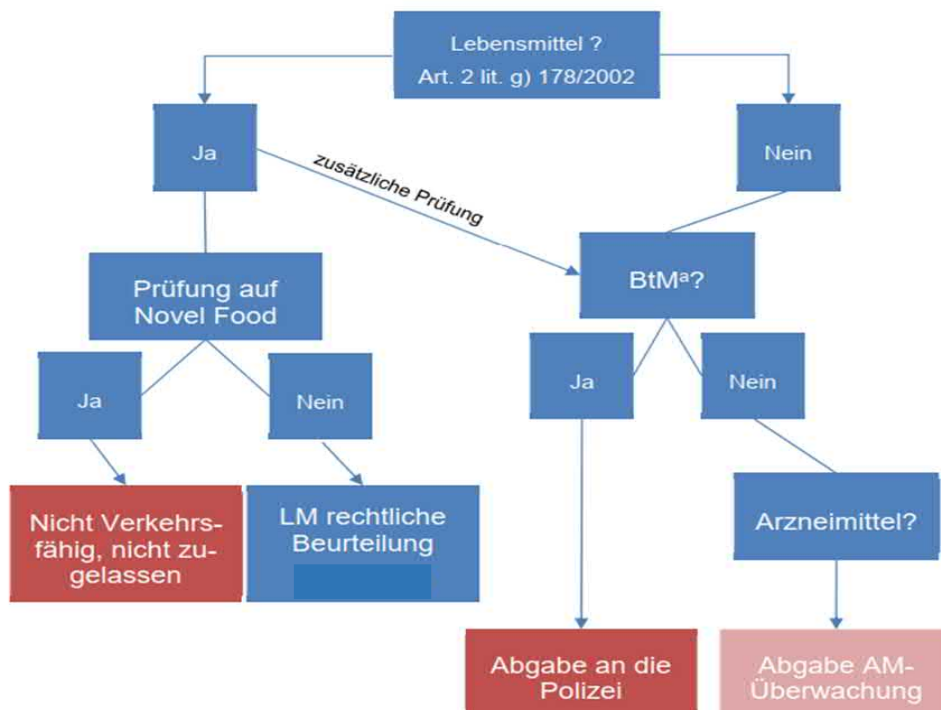 Lebensmittel ?
Art. 2 lit. g) 178/2002
Ja
Nein
zusätzliche Prüfung
Prüfung auf
Novel Food
BtMª?
Ja
Nein
Ja
Nein
Nicht Verkehrs-
fähig, nicht zu-
gelassen
LM rechtliche
Beurteilung
Arzneimittel?
Abgabe an die
Polizei
Abgabe AM-
Überwachung